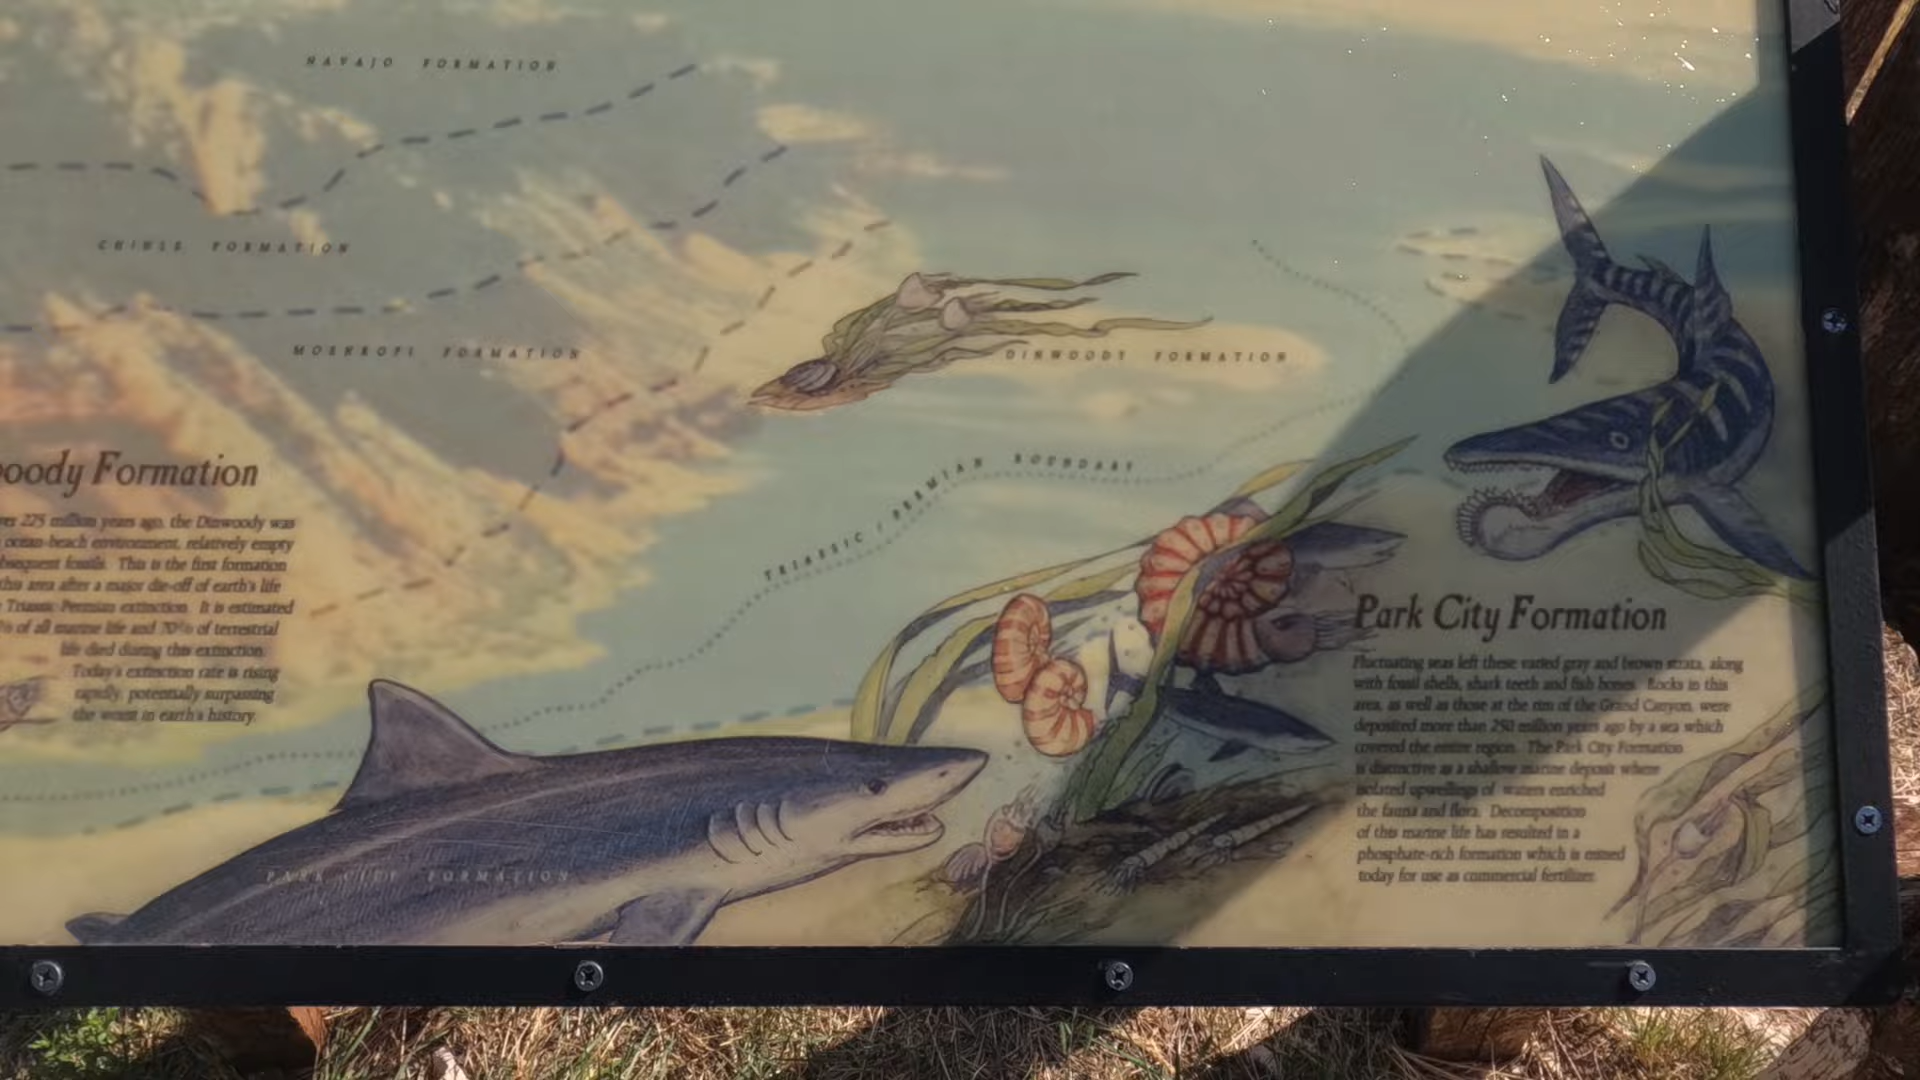 NAVAJO FORMATION
CHINLE FORMATION
MOENKOPI FORMATION
DINWOODY FORMATION
TRIASSIC / PERMIAN BOUNDARY
PARK CITY FORMATION
oody Formation
ver 225 million years ago, the Dinwoody was
ocean-beach environment, relatively empty
bsequent fossils. This is the first formation
this area after a major die-off of earth's life
Triassic Permian extinction. It is estimated
% of all marine life and 70% of terrestrial
life died during this extinction.
Today's extinction rate is rising
rapidly, potentially surpassing
the worst in earth's history.
Park City Formation
Fluctuating seas left these varied gray and brown strata, along
with fossil shells, shark teeth and fish bones. Rocks in this
area, as well as those at the rim of the Grand Canyon, were
deposited more than 250 million years ago by a sea which
covered the entire region. The Park City Formation
is distinctive as a shallow marine deposit where
isolated upwellings of waters enriched
the fauna and flora. Decomposition
of this marine life has resulted in a
phosphate-rich formation which is mined
today for use as commercial fertilizer.